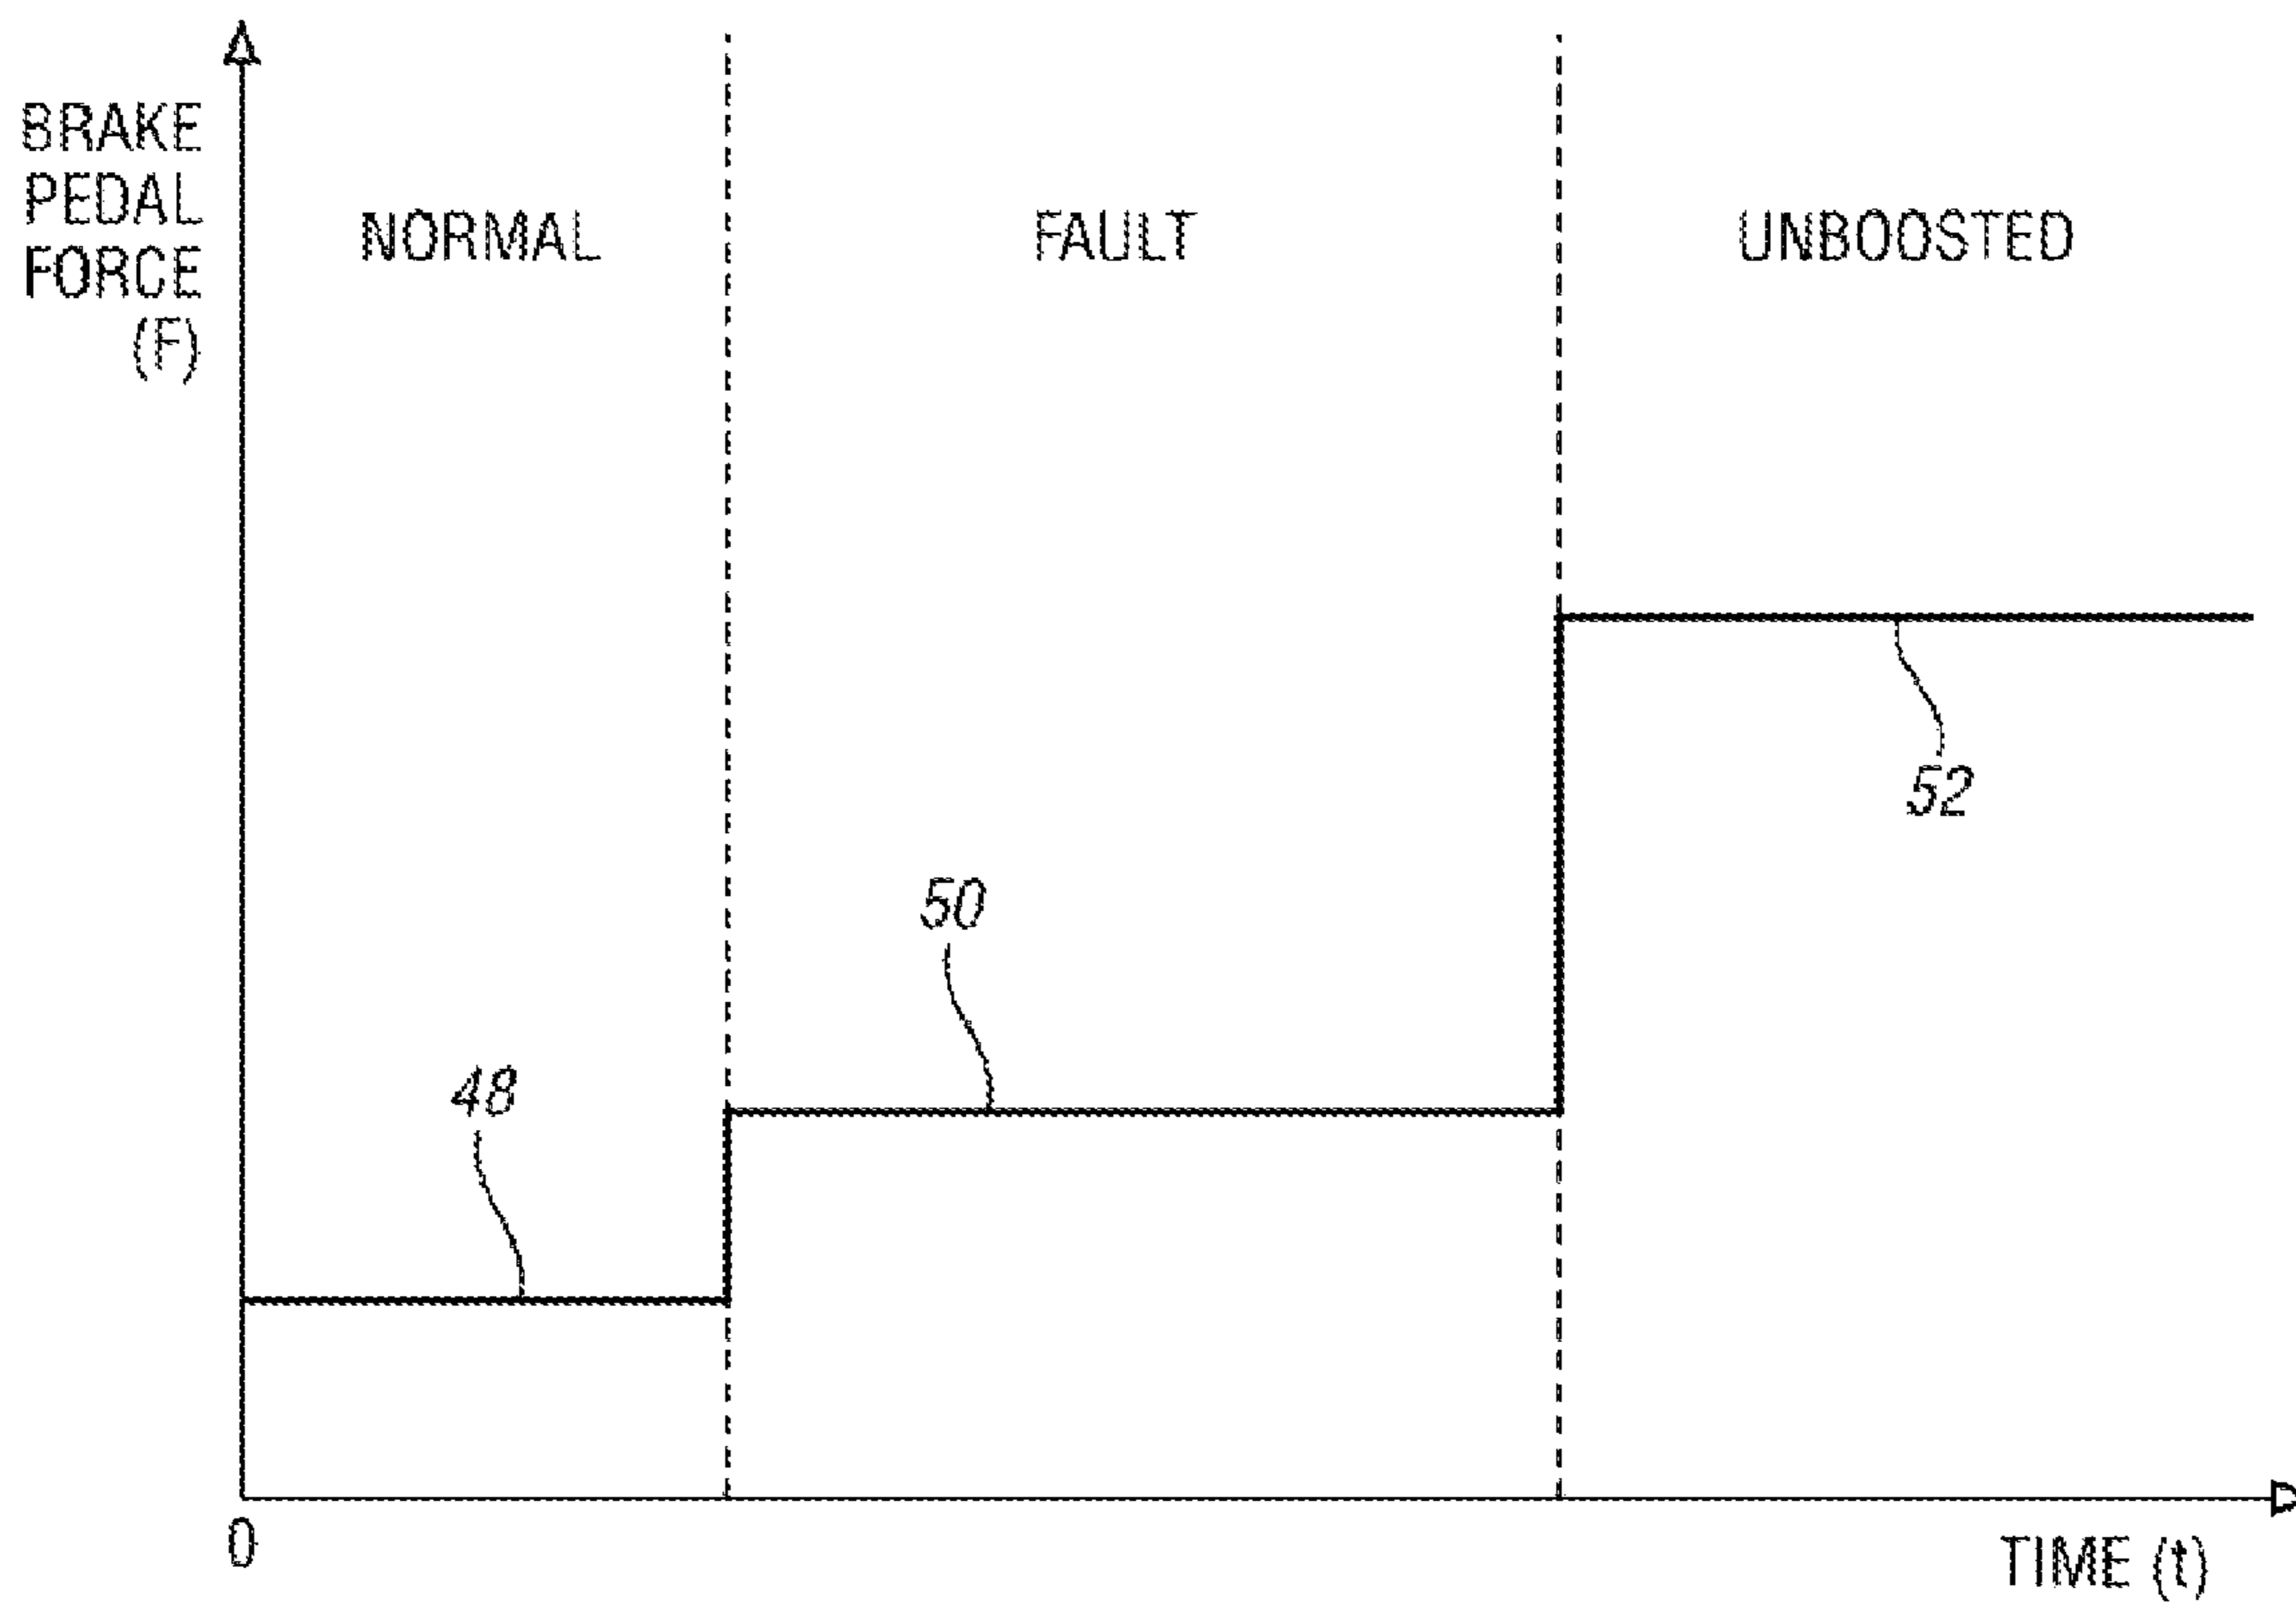 BRAKE
PEDAL
FORCE
(F)
NORMAL
FAULT
UNBOOSTED
52
50
48
0
TIME (t)